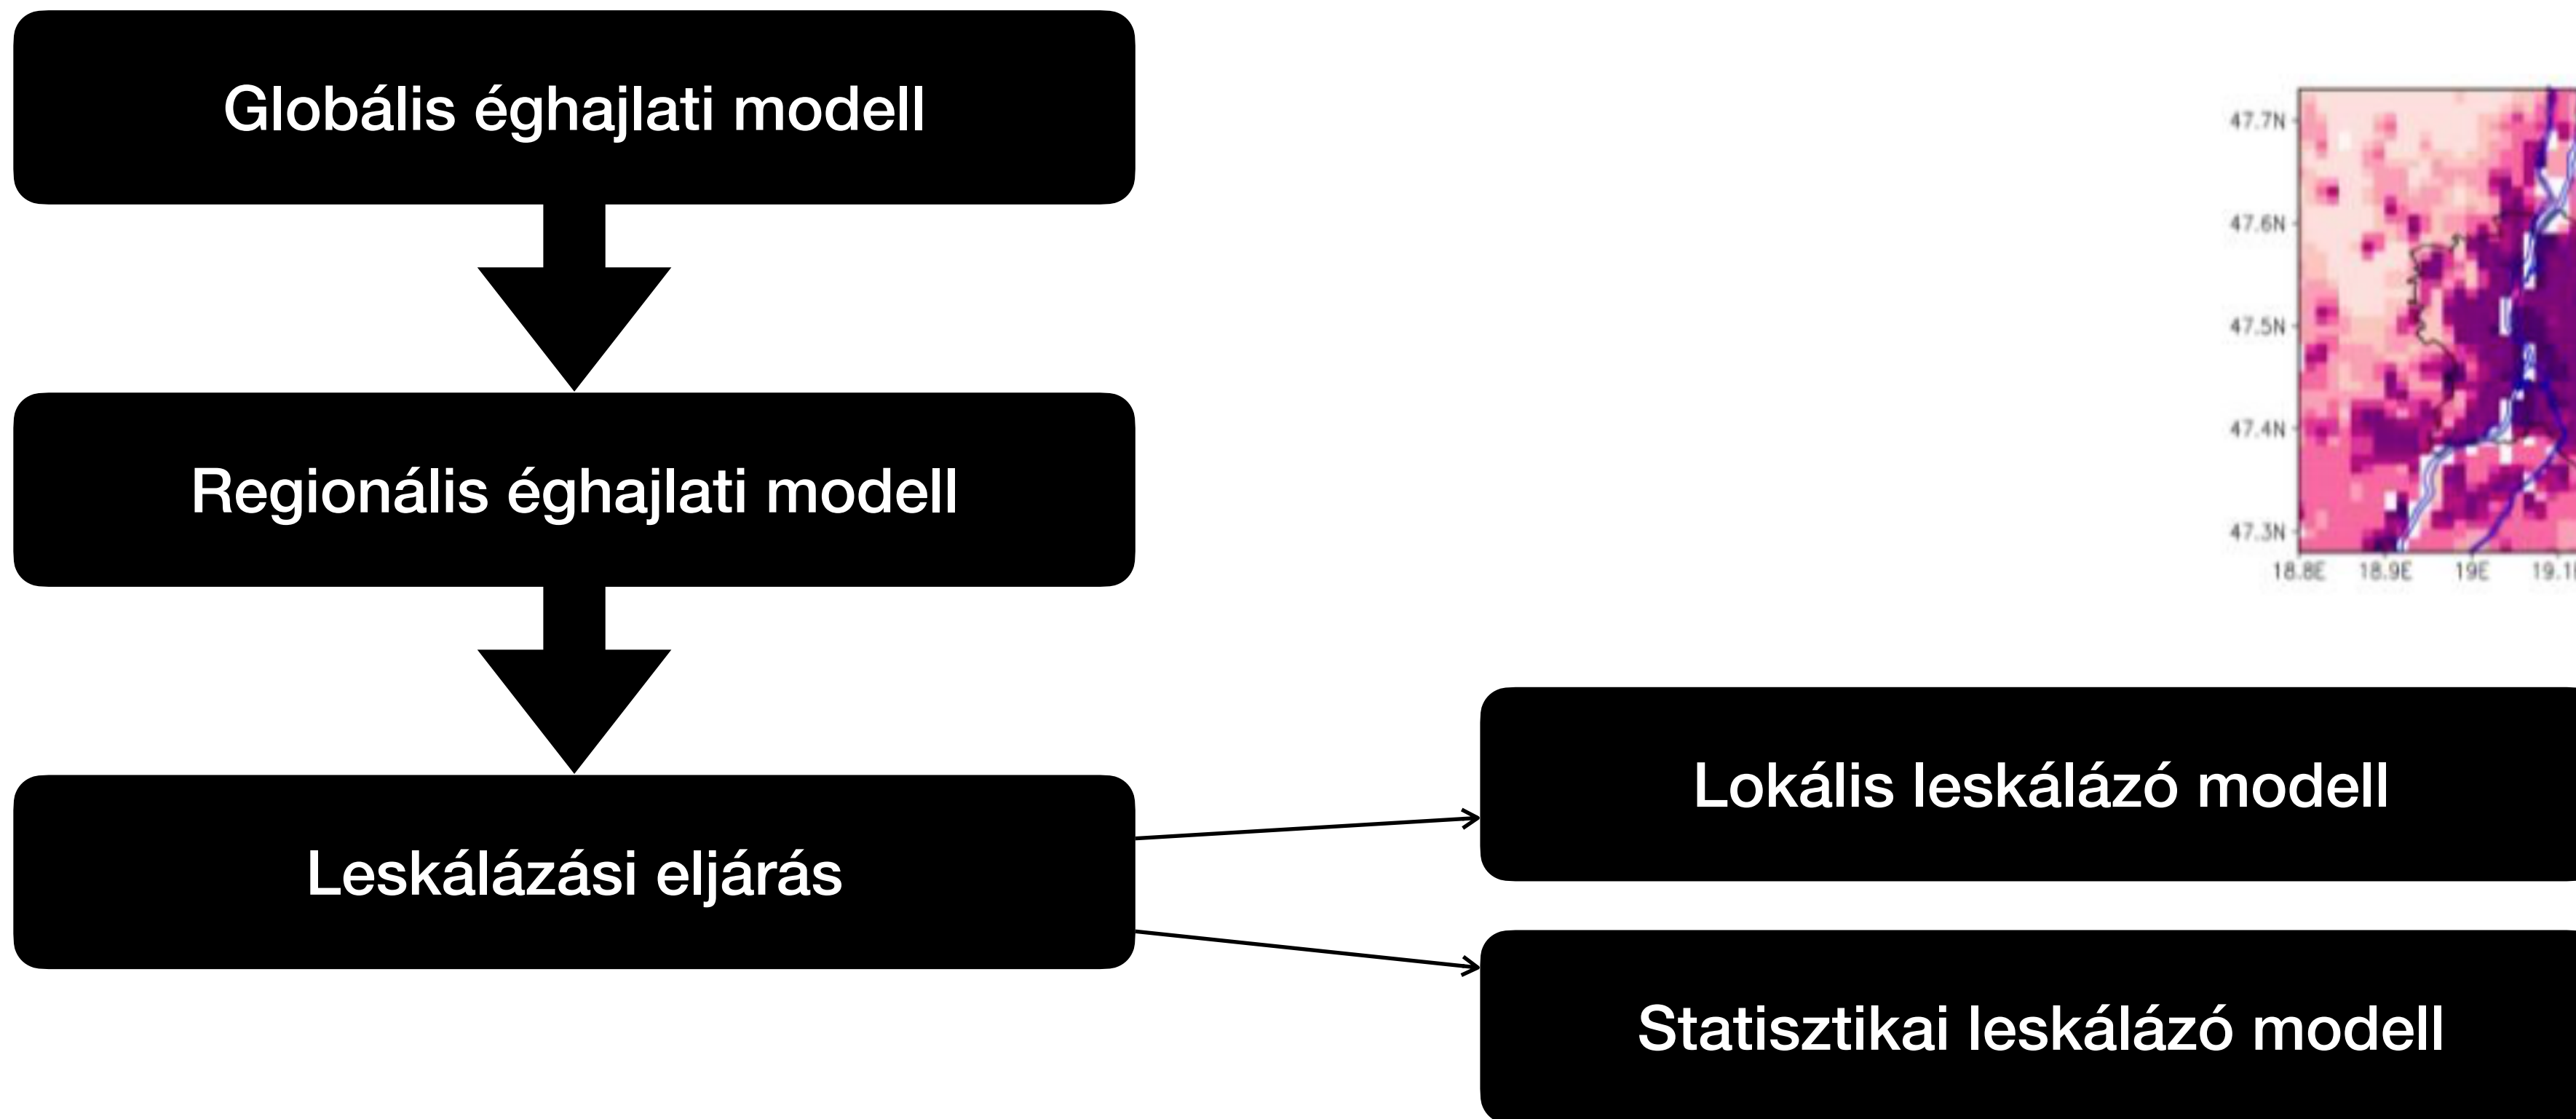 Globális éghajlati modell
47.7N
47.6N
47.5N
47.4N
47.3N
18.8E 18.9E 19E
Regionális éghajlati modell
Leskálázási eljárás
Lokális leskálázó modell
Statisztikai leskálázó modell